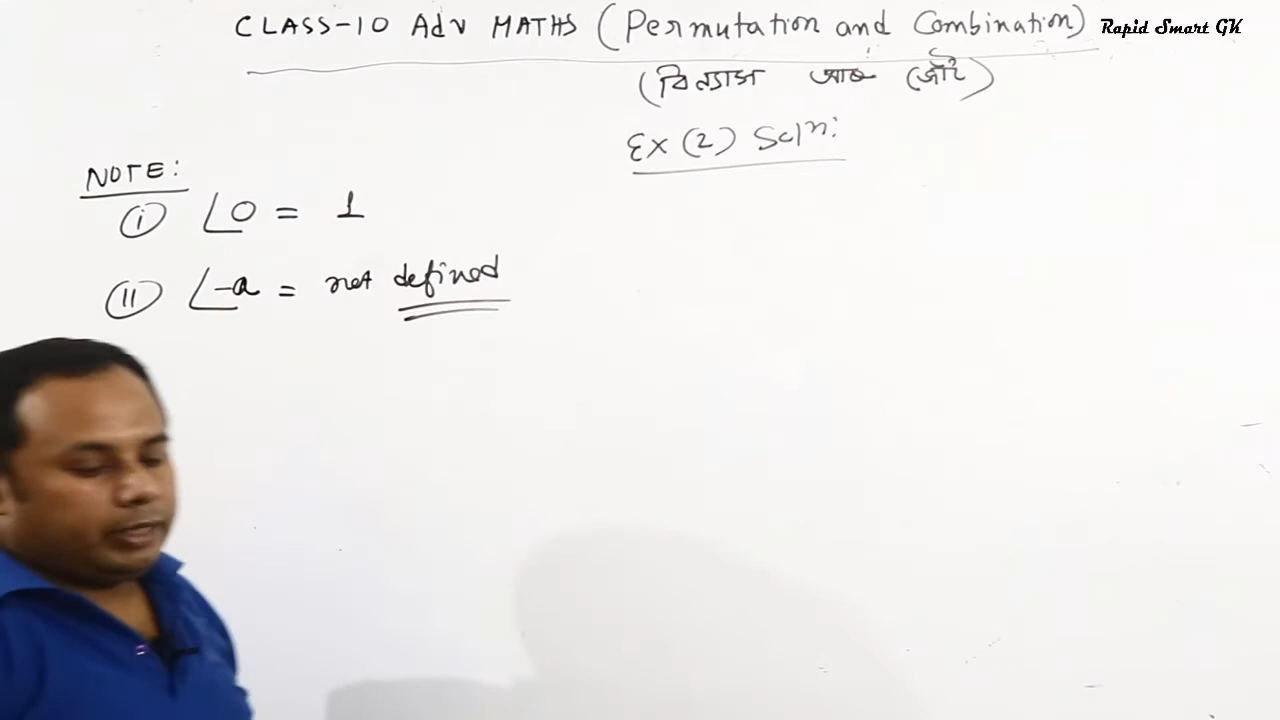 CLASS-10 Adv MATHS (Permutation and Combination)
Rapid Smart GK
(বিন্যাস আৰু জোঁট)
Ex (2) Soln:
NOTE:
(i) ∟0 = 1
(ii) ∟-a = not defined